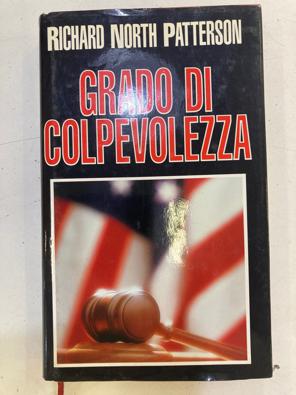 RICHARD NORTH PATTERSON
GRADO DI
COLPEVOLEZZA